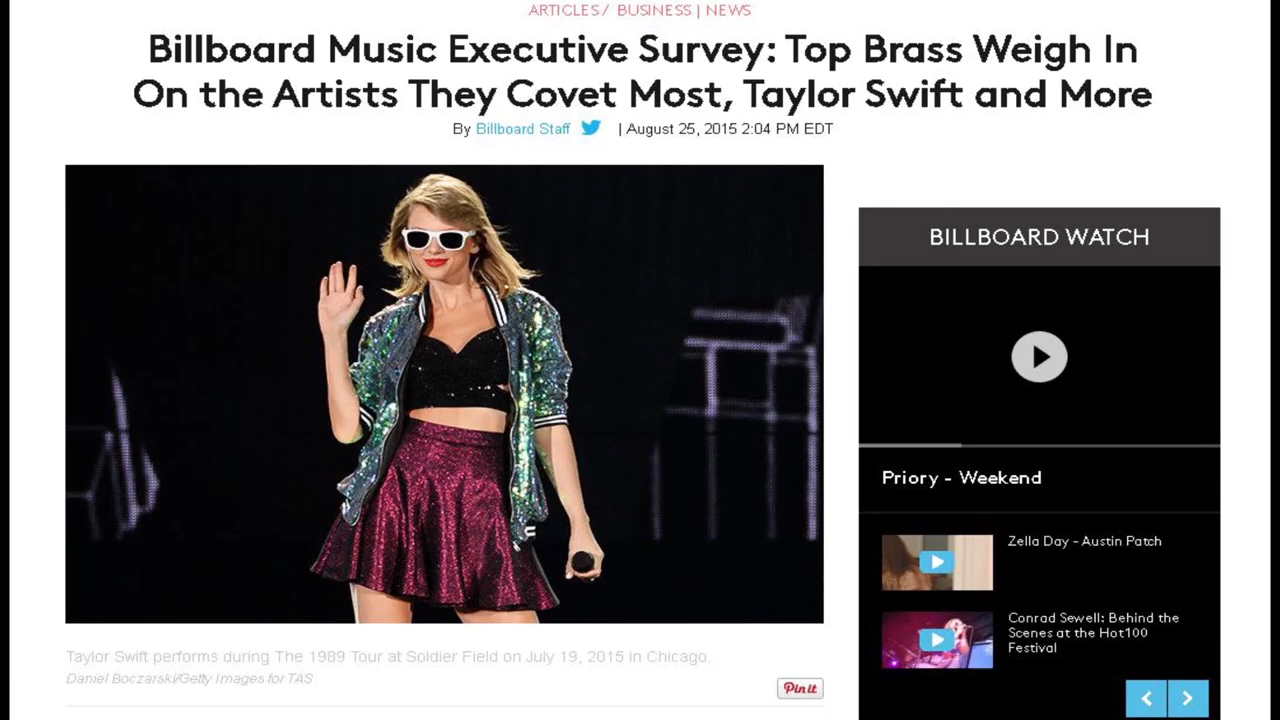 ARTICLES / BUSINESS | NEWS
Billboard Music Executive Survey: Top Brass Weigh In
On the Artists They Covet Most, Taylor Swift and More
By Billboard Staff | August 25, 2015 2:04 PM EDT
Taylor Swift performs during The 1989 Tour at Soldier Field on July 19, 2015 in Chicago.
Daniel Boczarski/Getty Images for TAS
Pin it
BILLBOARD WATCH
Priory - Weekend
Zella Day - Austin Patch
Conrad Sewell: Behind the
Scenes at the Hot100
Festival